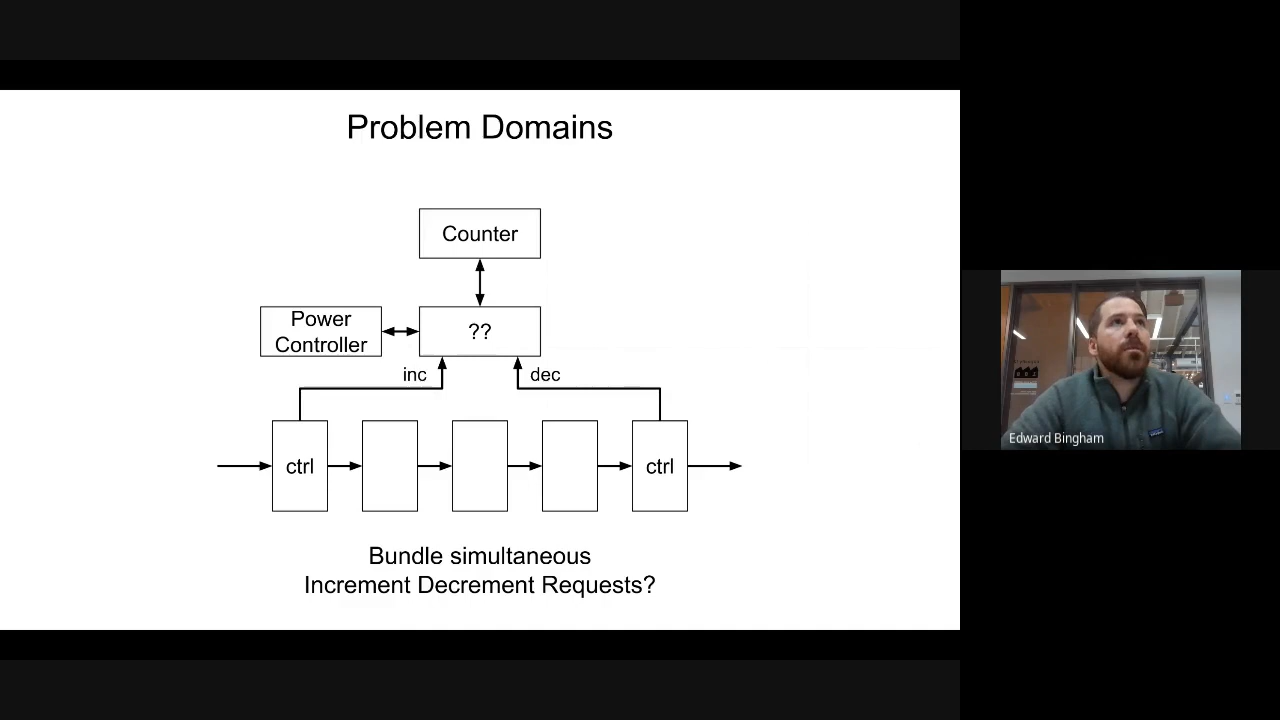 Problem Domains
Counter
Power
Controller
??
inc
dec
ctrl
ctrl
Bundle simultaneous
Increment Decrement Requests?
Edward Bingham